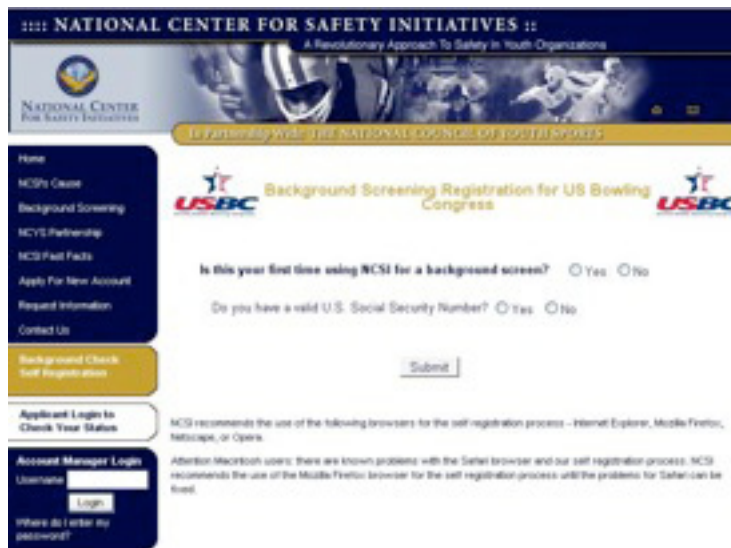 :::: NATIONAL CENTER FOR SAFETY INITIATIVES ::
A Revolutionary Approach To Safety In Youth Organizations
NATIONAL CENTER
FOR SAFETY INITIATIVES
In Partnership With: THE NATIONAL COUNCIL OF YOUTH SPORTS
Home
NCSI's Cause
Background Screening
NCYS Partnership
NCSI Fast Facts
Apply For New Account
Request Information
Contact Us
Background Check
Self Registration
Applicant Login to
Check Your Status
Account Manager Login
Username
Login
Where do I enter my
password?
USBC
Background Screening Registration for US Bowling
Congress
USBC
Is this your first time using NCSI for a background screen? Yes No
Do you have a valid U.S. Social Security Number? Yes No
Submit
NCSI recommends the use of the following browsers for the self registration process - Internet Explorer, Mozilla Firefox,
Netscape, or Opera.
Attention Macintosh users: there are known problems with the Safari browser and our self registration process. NCSI
recommends the use of the Mozilla Firefox browser for the self registration process until the problems for Safari can be
fixed.